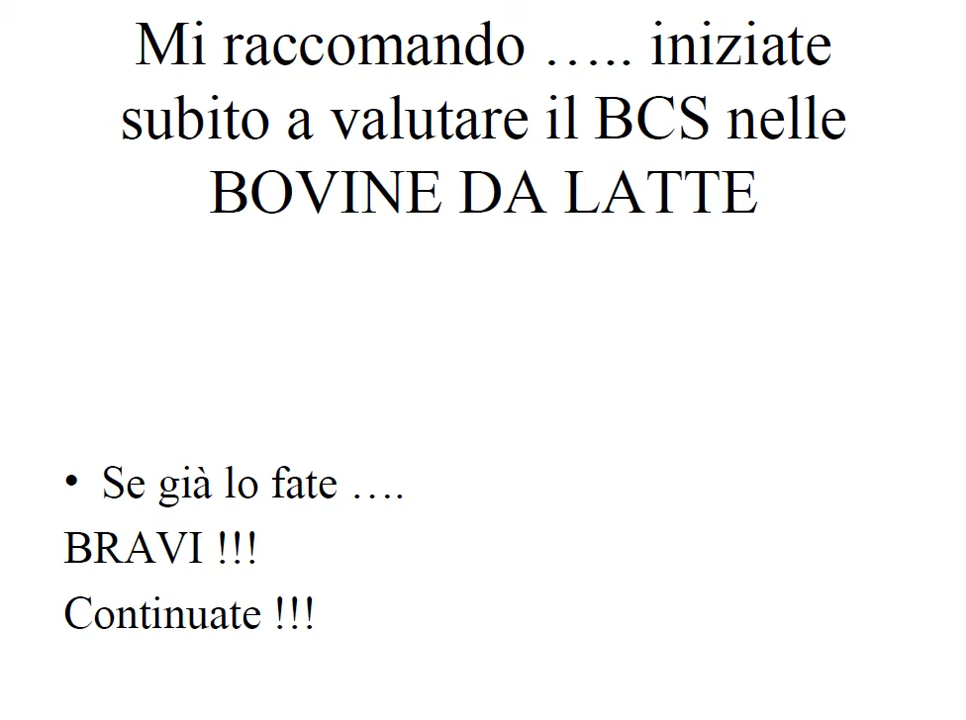 Mi raccomando ….. iniziate
subito a valutare il BCS nelle
BOVINE DA LATTE
• Se già lo fate ….
BRAVI !!!
Continuate !!!